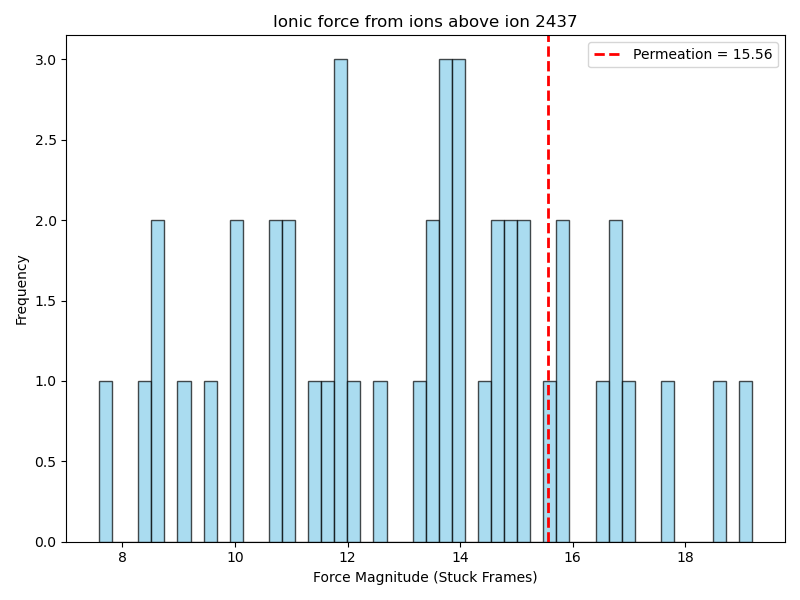 Ionic force from ions above ion 2437
Permeation = 15.56
3.0
2.5
2.0
1.5
1.0
0.5
0.0
Frequency
8 10 12 14 16 18
Force Magnitude (Stuck Frames)